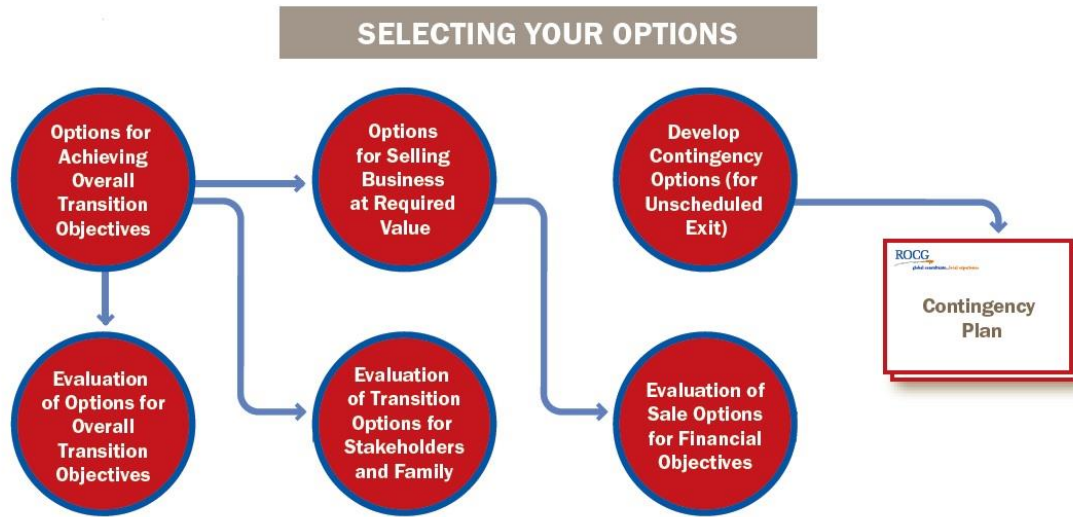 SELECTING YOUR OPTIONS
Options for
Achieving
Overall
Transition
Objectives
Options
for Selling
Business
at Required
Value
Develop
Contingency
Options (for
Unscheduled
Exit)
ROCG
Contingency
Plan
Evaluation
of Options for
Overall
Transition
Objectives
Evaluation
of Transition
Options for
Stakeholders
and Family
Evaluation of
Sale Options
for Financial
Objectives